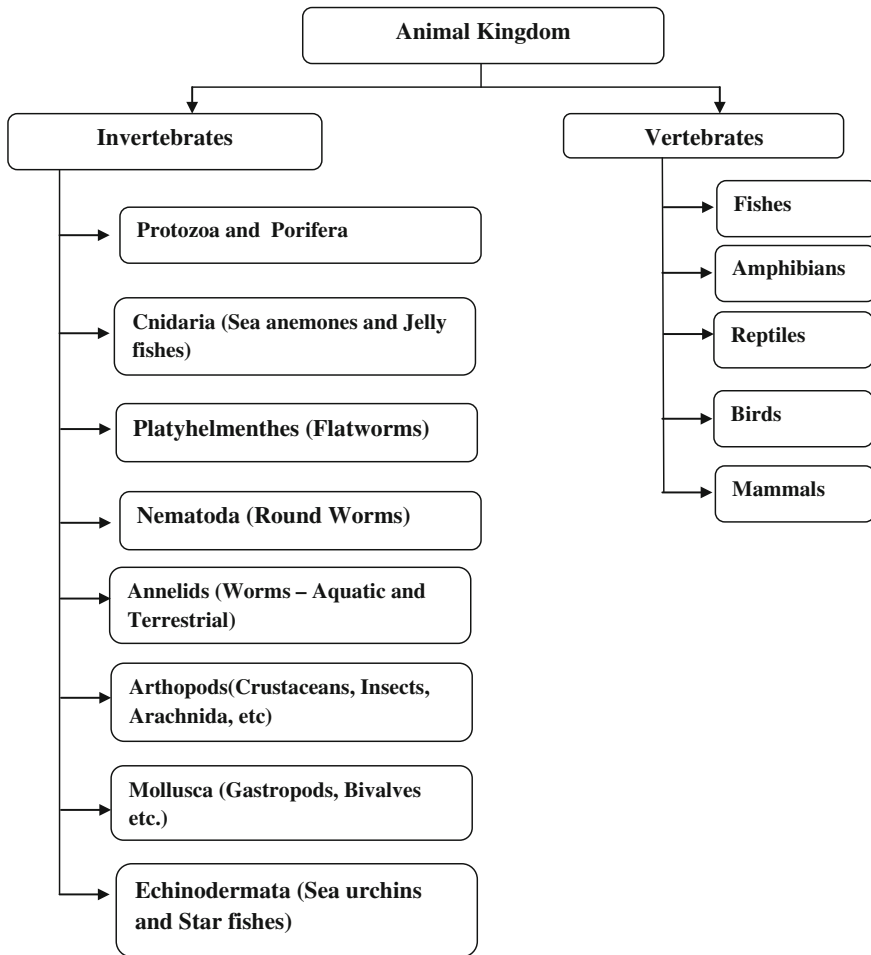 Animal Kingdom
Invertebrates
Protozoa and Porifera
Cnidaria (Sea anemones and Jelly
fishes)
Platyhelmenthes (Flatworms)
Nematoda (Round Worms)
Annelids (Worms – Aquatic and
Terrestrial)
Arthopods(Crustaceans, Insects,
Arachnida, etc)
Mollusca (Gastropods, Bivalves
etc.)
Echinodermata (Sea urchins
and Star fishes)
Vertebrates
Fishes
Amphibians
Reptiles
Birds
Mammals